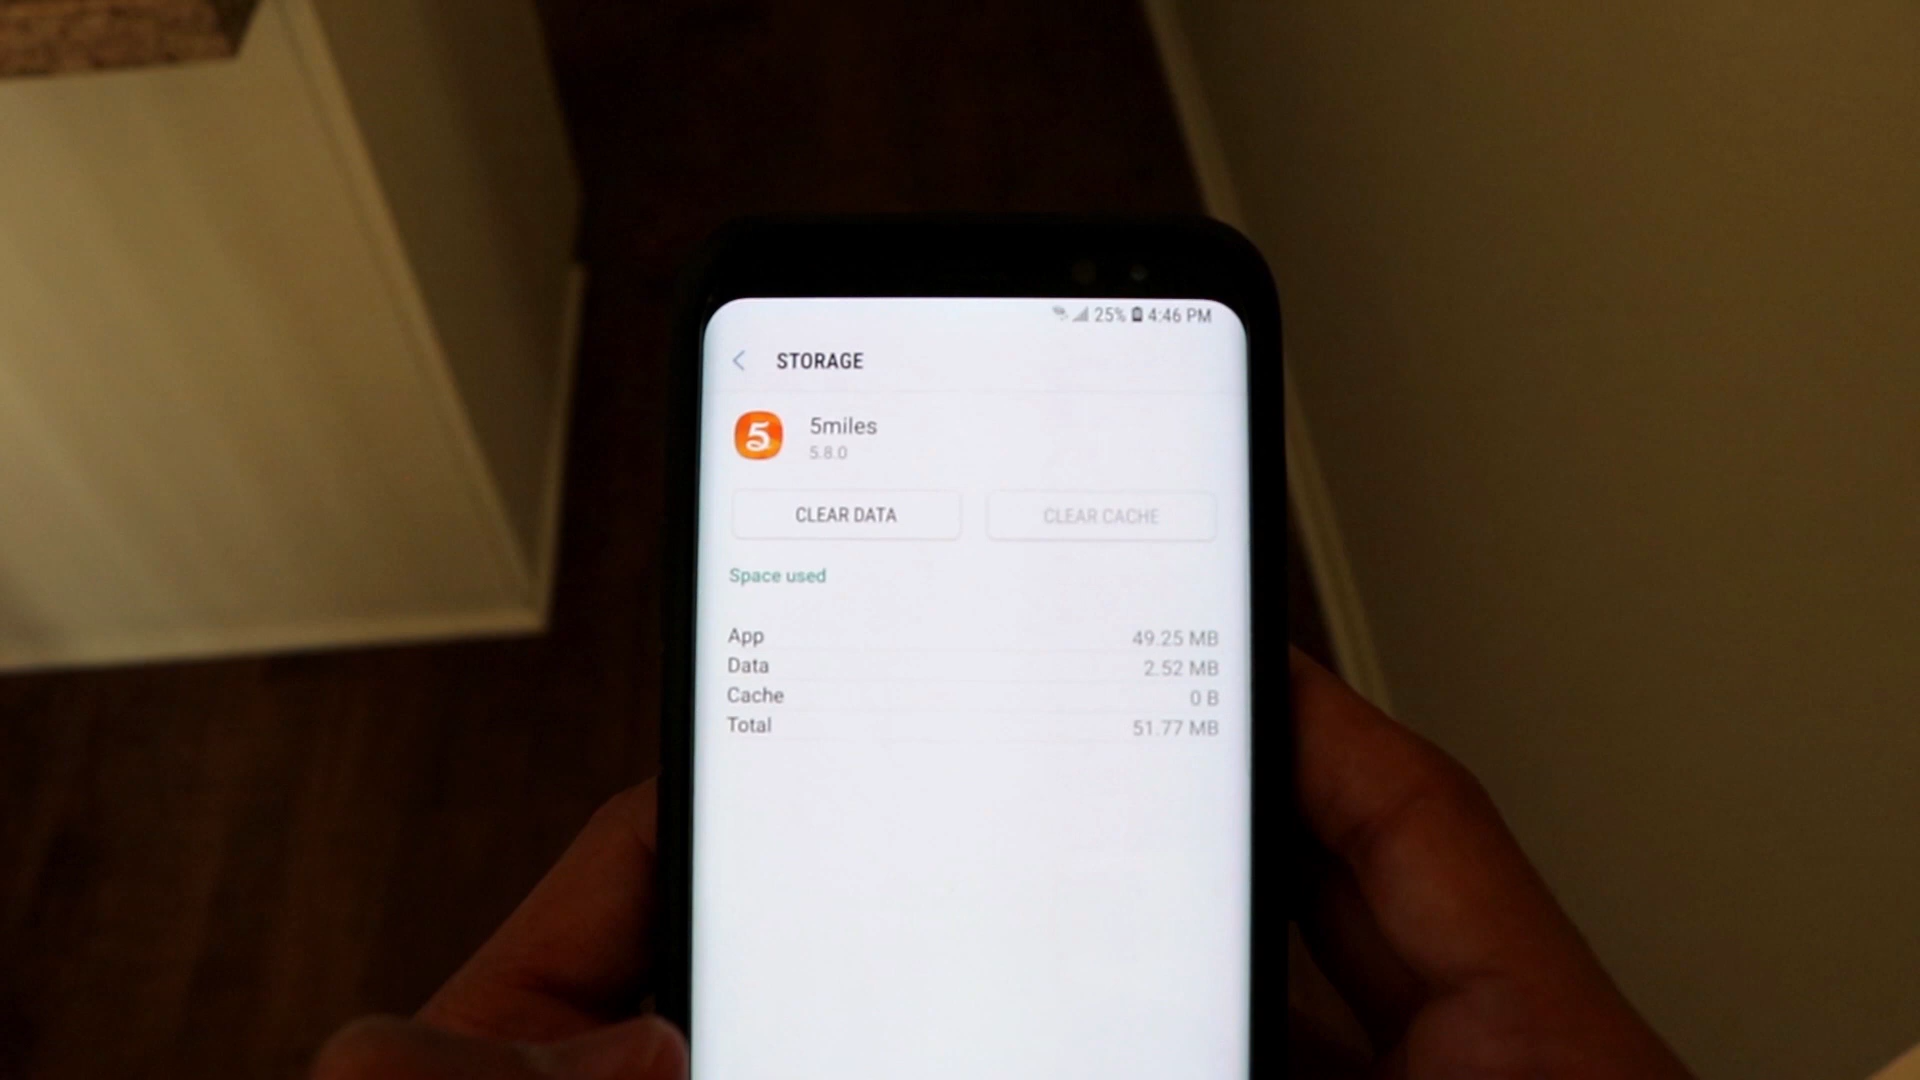 25% 4:46 PM
STORAGE
5
5miles
5.8.0
CLEAR DATA CLEAR CACHE
Space used
App 49.25 MB
Data 2.52 MB
Cache 0 B
Total 51.77 MB